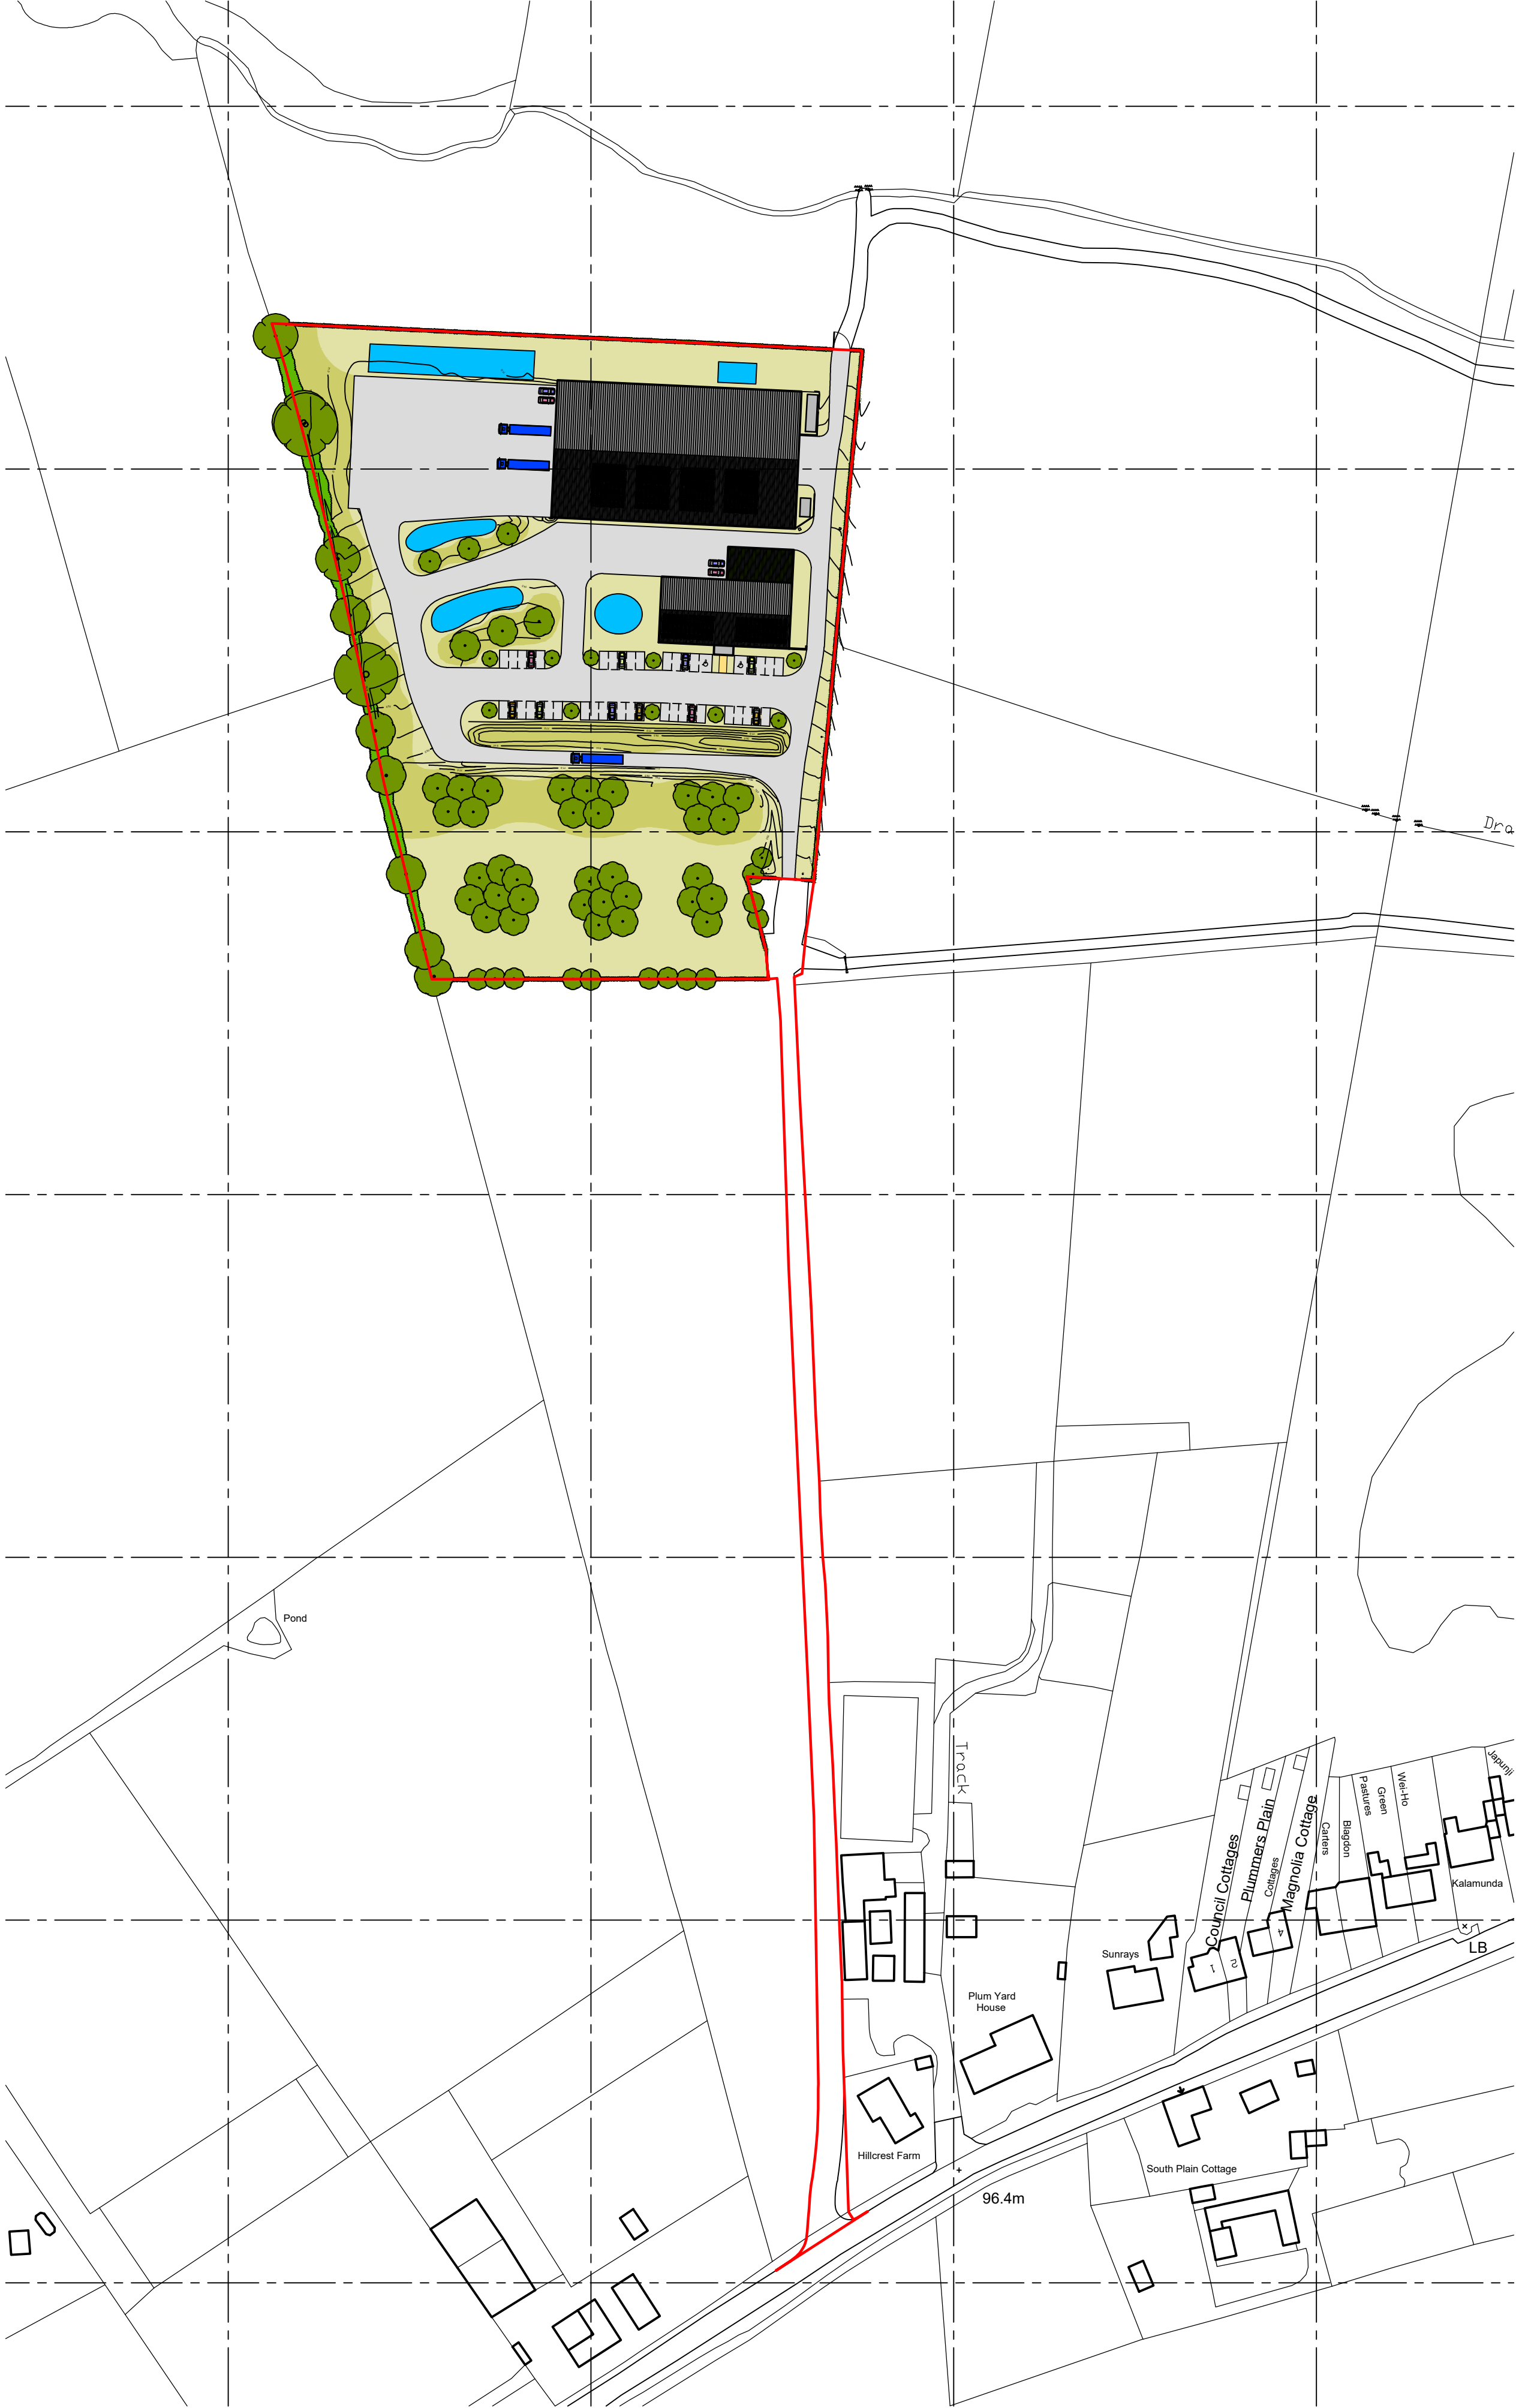 Dra
Pond
Track
Council Cottages
Plummers Plain
Cottages
Magnolia Cottage
Carters
Blagdon
Pastures
Green
Wei-Ho
Japunji
Kalamunda
LB
1
2
4
Sunrays
Plum Yard
House
Hillcrest Farm
South Plain Cottage
96.4m